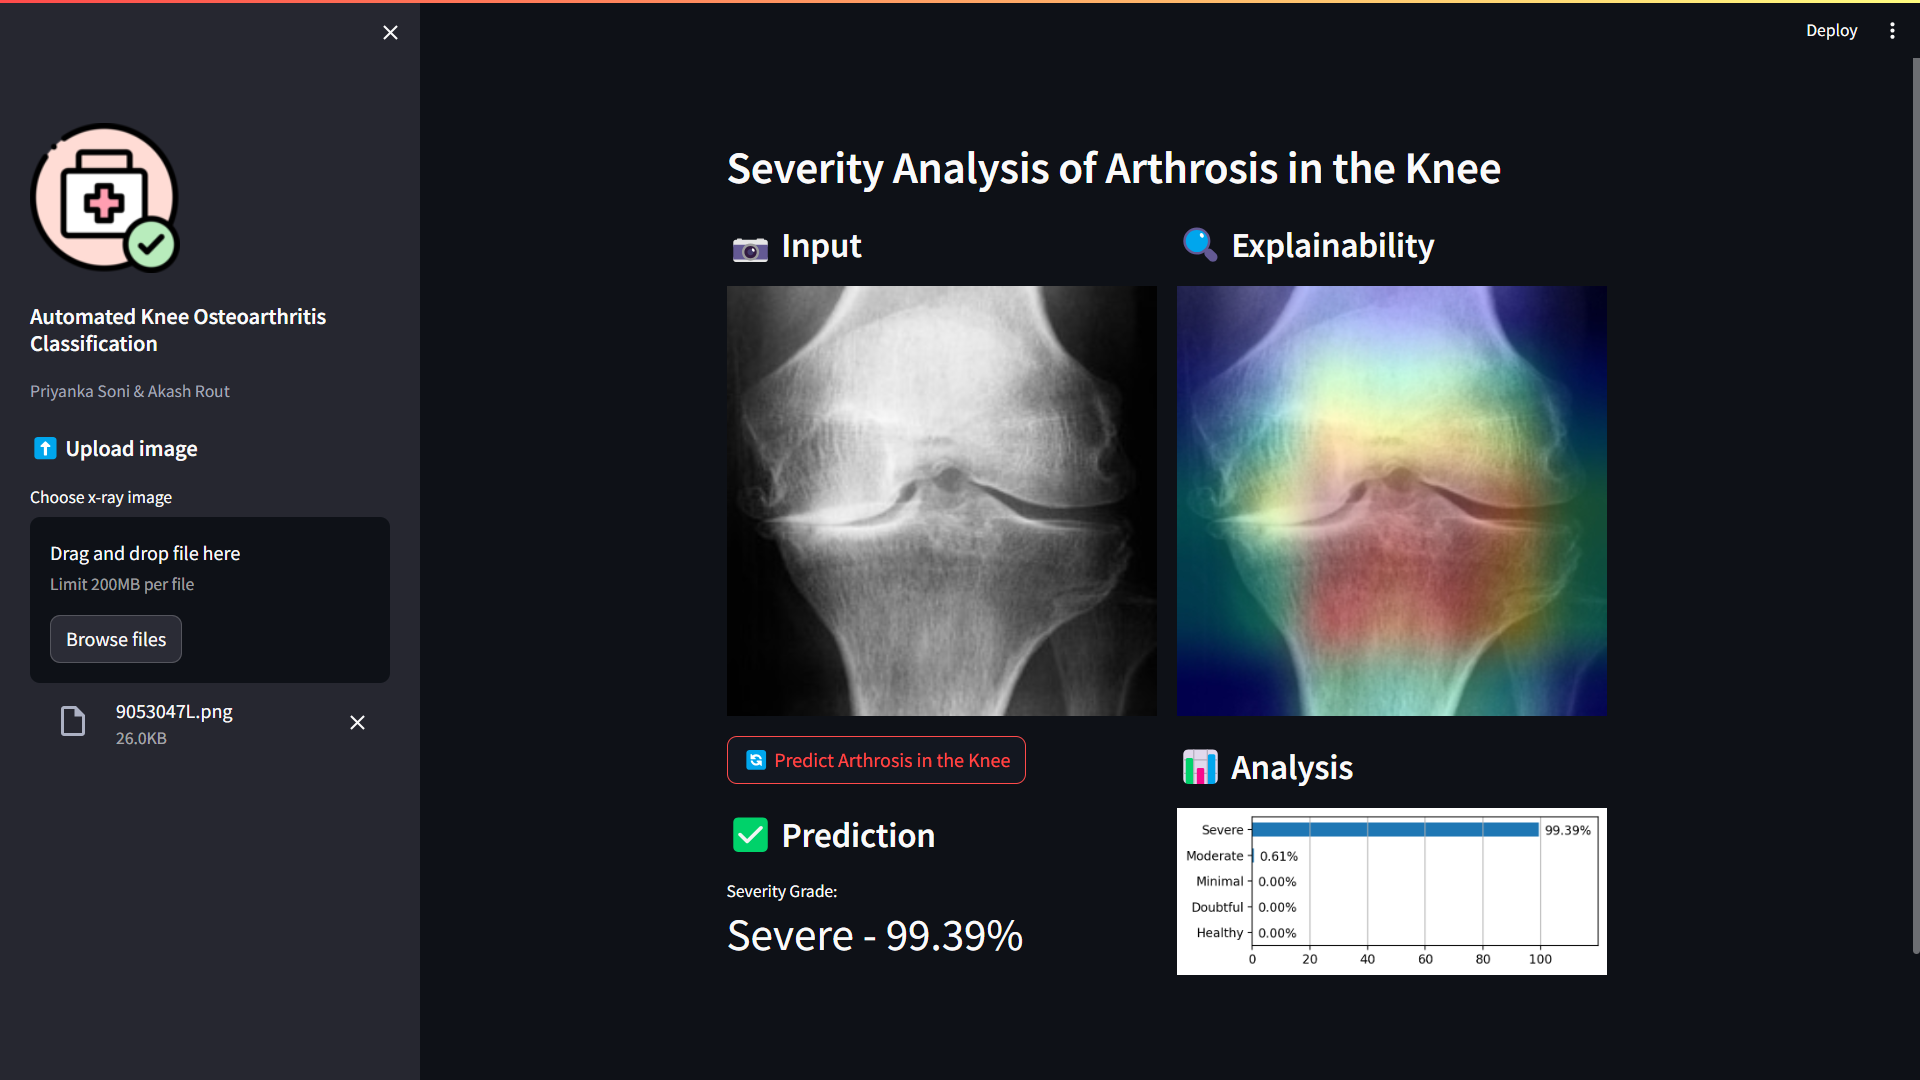 Deploy
Automated Knee Osteoarthritis
Classification
Priyanka Soni & Akash Rout
Upload image
Choose x-ray image
Drag and drop file here
Limit 200MB per file
Browse files
9053047L.png
26.0KB
Severity Analysis of Arthrosis in the Knee
Input
Explainability
Predict Arthrosis in the Knee
Prediction
Severity Grade:
Severe - 99.39%
Analysis
Severe 99.39%
Moderate 0.61%
Minimal 0.00%
Doubtful 0.00%
Healthy 0.00%
0 20 40 60 80 100